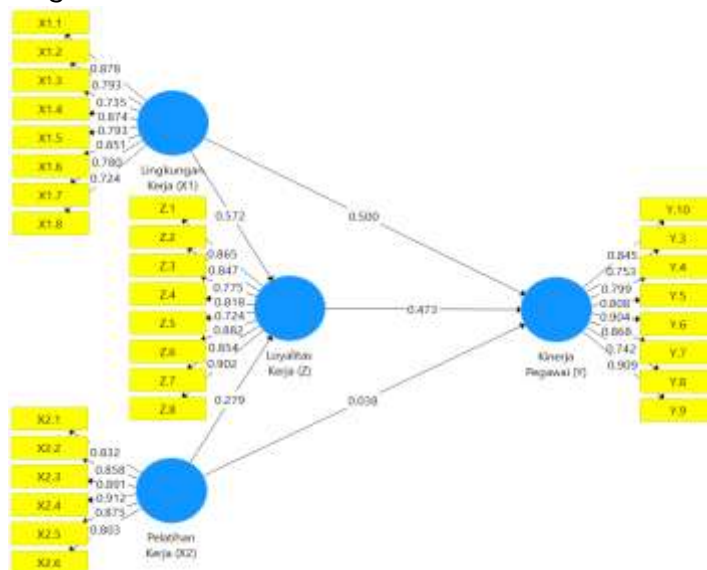 X1.1
X1.2
X1.3
X1.4
X1.5
X1.6
X1.7
X1.8
0.878
0.793
0.735
0.874
0.793
0.851
0.780
0.724
Lingkungan
Kerja (X1)
0.572
0.500
Z.1
Z.2
Z.3
Z.4
Z.5
Z.6
Z.7
Z.8
0.865
0.847
0.775
0.818
0.724
0.882
0.854
0.902
Loyalitas
Kerja (Z)
0.473
0.279
0.038
Y.10
Y.3
Y.4
Y.5
Y.6
Y.7
Y.8
Y.9
0.845
0.753
0.799
0.808
0.904
0.868
0.742
0.909
Kinerja
Pegawai (Y)
X2.1
X2.2
X2.3
X2.4
X2.5
X2.6
0.832
0.858
0.891
0.912
0.875
0.803
Pelatihan
Kerja (X2)